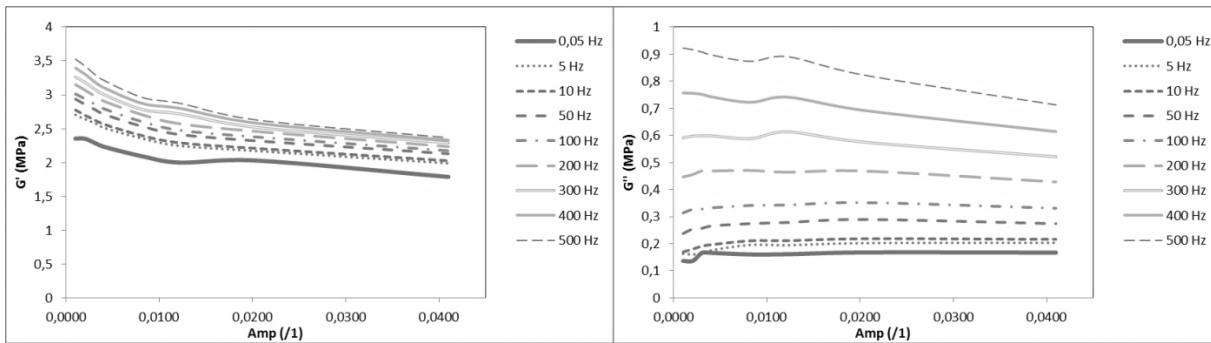 4
3,5
3
2,5
2
1,5
1
0,5
0
G' (MPa)
0,0000 0,0100 0,0200 0,0300 0,0400
Amp (/1)
0,05 Hz
5 Hz
10 Hz
50 Hz
100 Hz
200 Hz
300 Hz
400 Hz
500 Hz
1
0,9
0,8
0,7
0,6
0,5
0,4
0,3
0,2
0,1
0
G'' (MPa)
0,0000 0,0100 0,0200 0,0300 0,0400
Amp (/1)
0,05 Hz
5 Hz
10 Hz
50 Hz
100 Hz
200 Hz
300 Hz
400 Hz
500 Hz